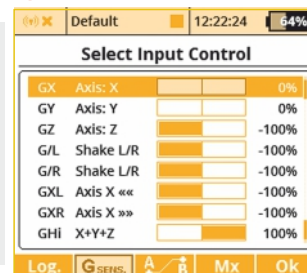 Default 12:22:24 64%
Select Input Control
GX Axis: X 0%
GY Axis: Y 0%
GZ Axis: Z -100%
G/L Shake L/R -100%
G/R Shake L/R -100%
GXL Axis X «« -100%
GXR Axis X »» -100%
GHi X+Y+Z 100%
Log. G SENS. A B Mx Ok